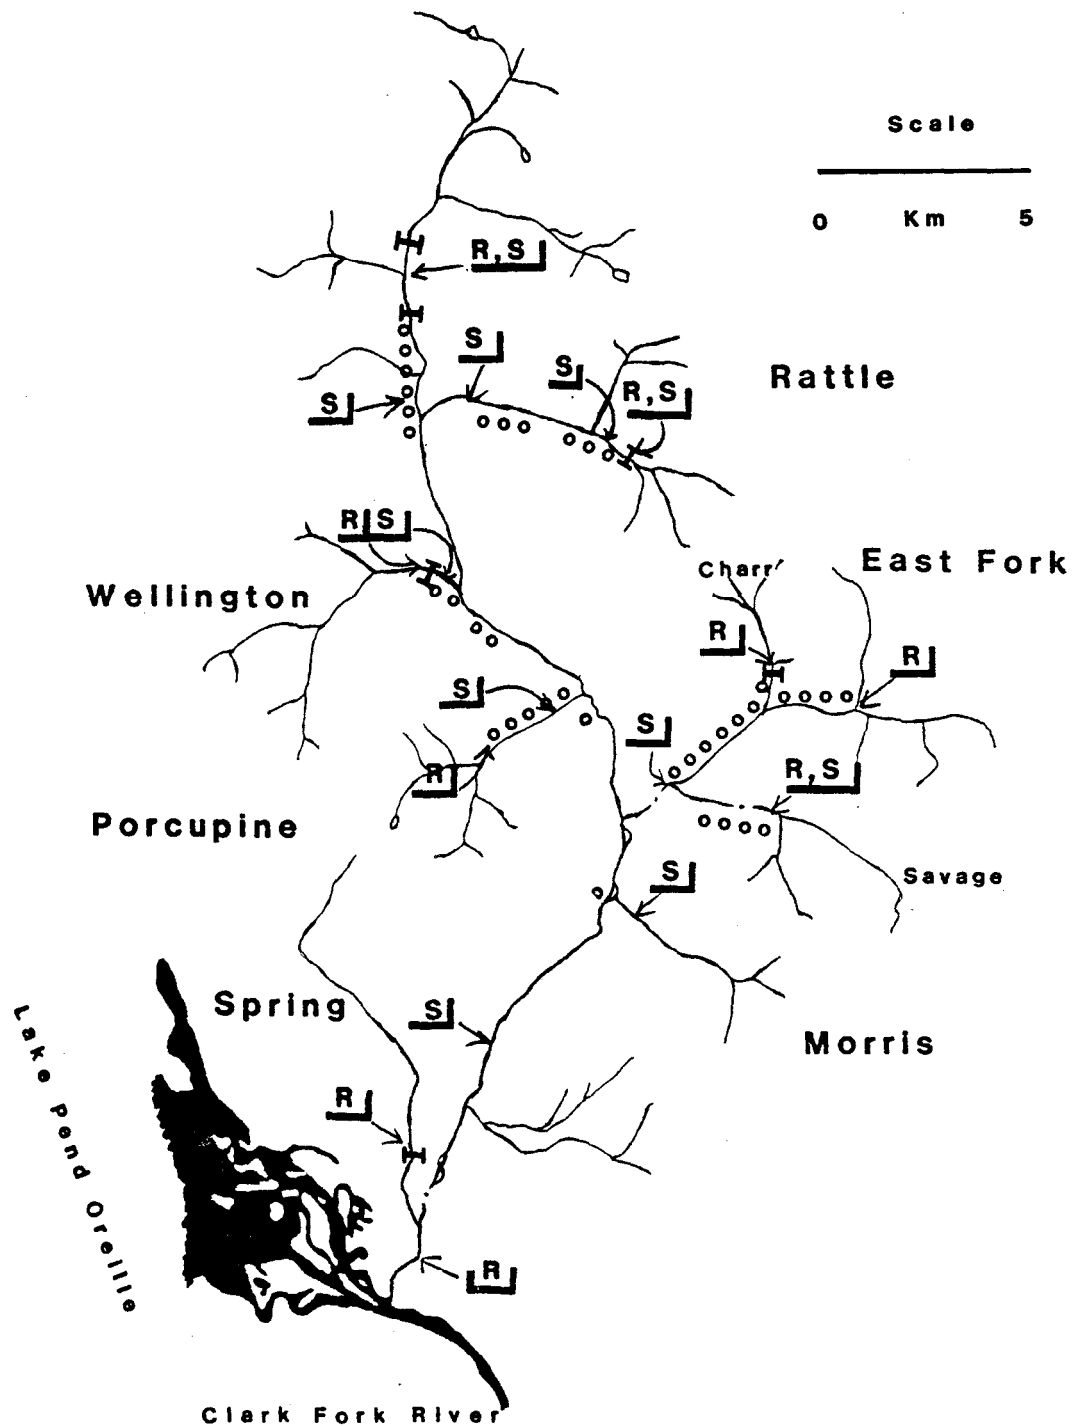 Scale
0 Km 5
R,S
S
S
R,S
Rattle
S
R S
Charr
East Fork
Wellington
R
R
S
S
R,S
R
Porcupine
Savage
S
Spring
S
Morris
Lake Pend Oreille
R
R
Clark Fork River